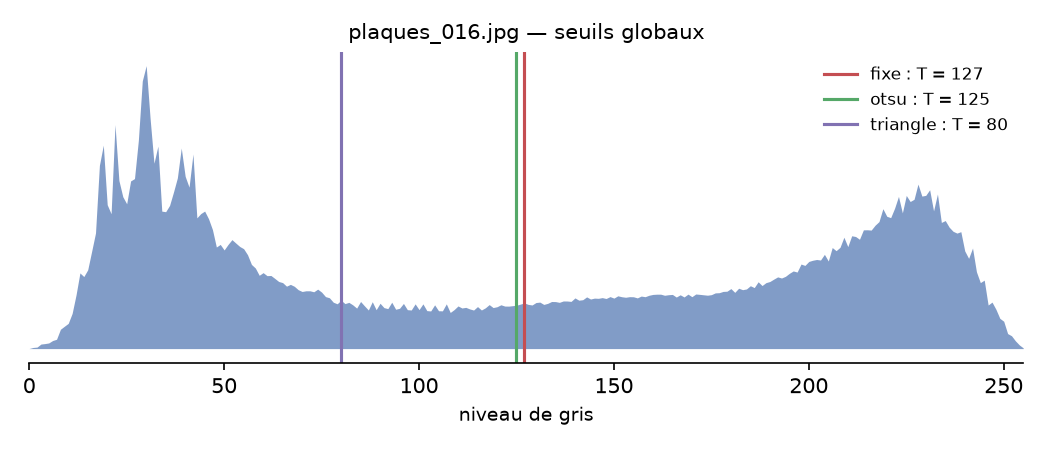 plaques_016.jpg — seuils globaux
fixe : T = 127
otsu : T = 125
triangle : T = 80
0 50 100 150 200 250
niveau de gris